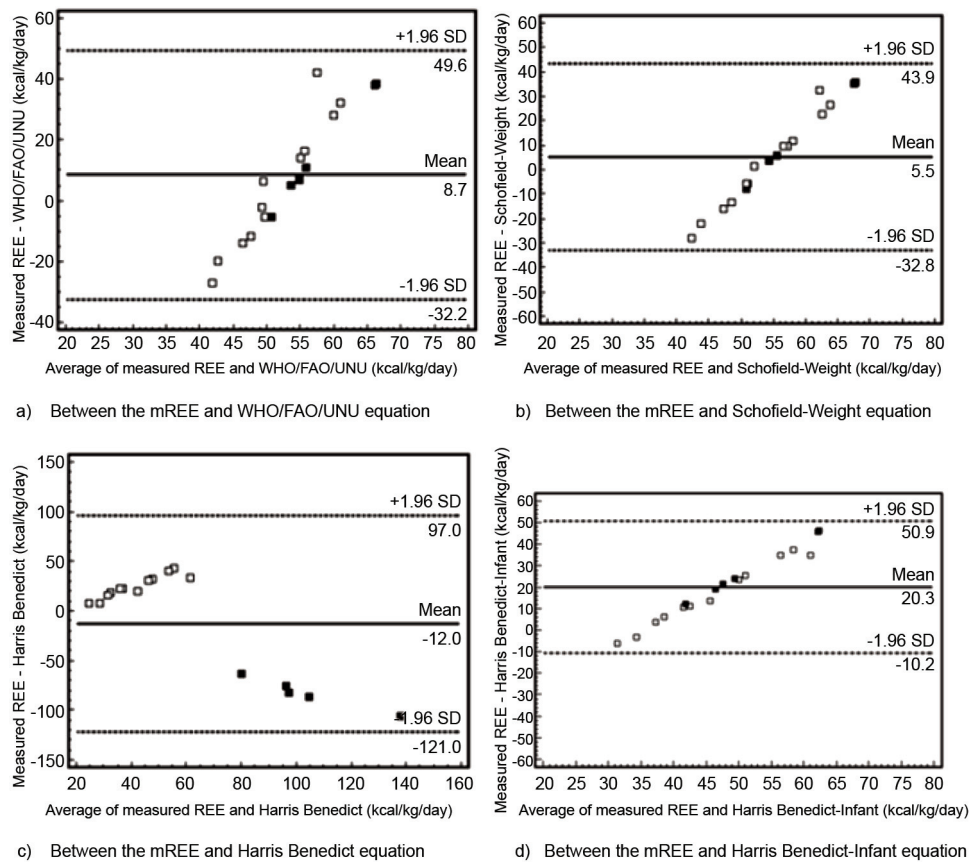 Measured REE - WHO/FAO/UNU (kcal/kg/day)
60
40
20
0
-20
-40
+1.96 SD
49.6
Mean
8.7
-1.96 SD
-32.2
20 25 30 35 40 45 50 55 60 65 70 75 80
Average of measured REE and WHO/FAO/UNU (kcal/kg/day)
a) Between the mREE and WHO/FAO/UNU equation
Measured REE - Schofield-Weight (kcal/kg/day)
60
50
40
30
20
10
0
-10
-20
-30
-40
-50
-60
+1.96 SD
43.9
Mean
5.5
-1.96 SD
-32.8
20 25 30 35 40 45 50 55 60 65 70 75 80
Average of measured REE and Schofield-Weight (kcal/kg/day)
b) Between the mREE and Schofield-Weight equation
Measured REE - Harris Benedict (kcal/kg/day)
150
100
50
0
-50
-100
-150
+1.96 SD
97.0
Mean
-12.0
-1.96 SD
-121.0
20 40 60 80 100 120 140 160
Average of measured REE and Harris Benedict (kcal/kg/day)
c) Between the mREE and Harris Benedict equation
Measured REE - Harris Benedict-Infant (kcal/kg/day)
60
50
40
30
20
10
0
-10
-20
-30
-40
-50
-60
+1.96 SD
50.9
Mean
20.3
-1.96 SD
-10.2
20 25 30 35 40 45 50 55 60 65 70 75 80
Average of measured REE and Harris Benedict-Infant (kcal/kg/day)
d) Between the mREE and Harris Benedict-Infant equation